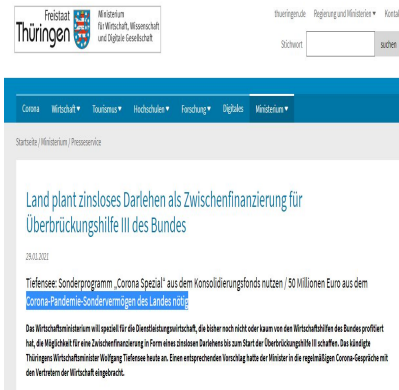 Freistaat
Thüringen
Ministerium
für Wirtschaft, Wissenschaft
und Digitale Gesellschaft
thueringen.de Regierung und Ministerien Kontakt
Stichwort suchen
Corona Wirtschaft Tourismus Hochschulen Forschung Digitales Ministerium
Startseite / Ministerium / Presseservice
Land plant zinsloses Darlehen als Zwischenfinanzierung für
Überbrückungshilfe III des Bundes
29.01.2021
Tiefensee: Sonderprogramm „Corona Spezial“ aus dem Konsolidierungsfonds nutzen / 50 Millionen Euro aus dem
Corona-Pandemie-Sondervermögen des Landes nötig
Das Wirtschaftsministerium will speziell für die Dienstleistungswirtschaft, die bisher noch nicht oder kaum von den Wirtschaftshilfen des Bundes profitiert
hat, die Möglichkeit für eine Zwischenfinanzierung in Form eines zinslosen Darlehens bis zum Start der Überbrückungshilfe III schaffen. Das kündigte
Thüringens Wirtschaftsminister Wolfgang Tiefensee heute an. Einen entsprechenden Vorschlag hatte der Minister in die regelmäßigen Corona-Gespräche mit
den Vertretern der Wirtschaft eingebracht.